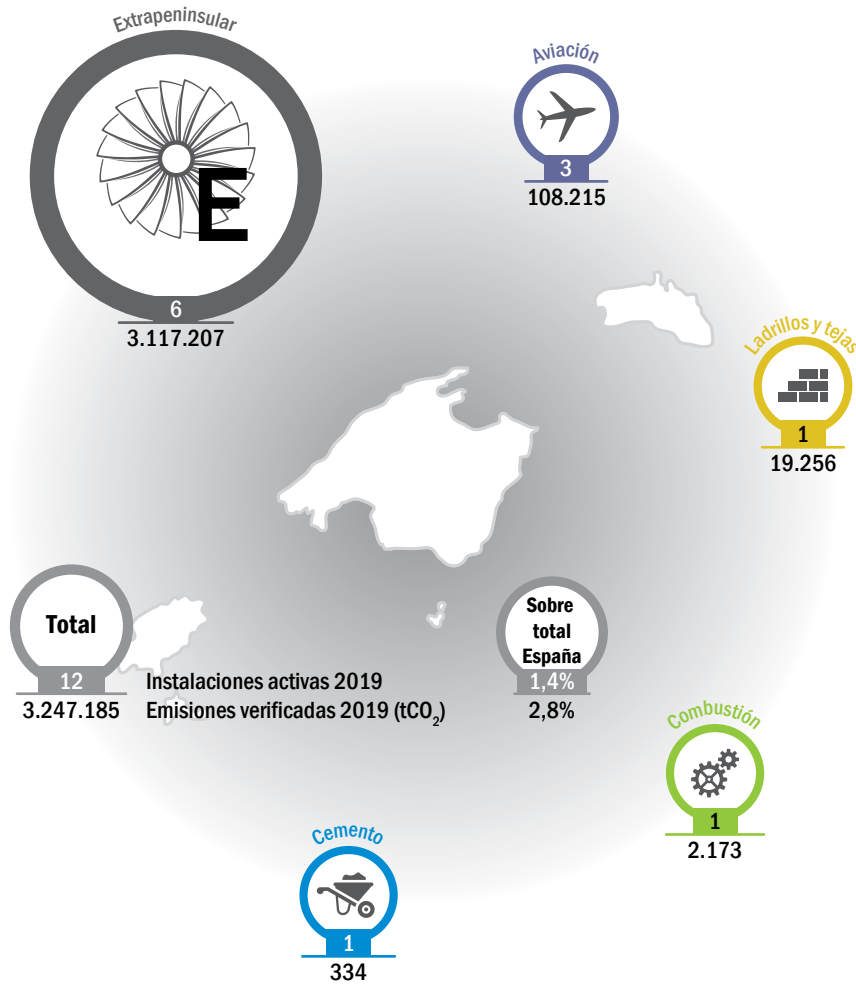 Extrapeninsular
E
6
3.117.207
Aviación
3
108.215
Ladrillos y tejas
1
19.256
Total
12
Instalaciones activas 2019
3.247.185
Emisiones verificadas 2019 (tCO₂)
Sobre
total
España
1,4%
2,8%
Combustión
1
2.173
Cemento
1
334